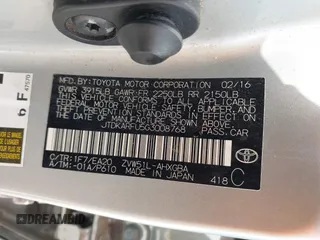 MFD. BY: TOYOTA MOTOR CORPORATION 02/16
GVWR 3915LB GAWR FR 2250LB RR 2150LB
THIS VEHICLE CONFORMS TO ALL APPLICABLE
FEDERAL MOTOR VEHICLE SAFETY, BUMPER, AND
THEFT PREVENTION STANDARDS IN EFFECT ON THE
DATE OF MANUFACTURE SHOWN ABOVE.
JTDKARFU5G3008768 PASS. CAR
C/TR:1F7/EA20 ZVW51L-AHXGBA
A/TM:-01A/P610 MADE IN JAPAN 418 C
F
DREAMBID